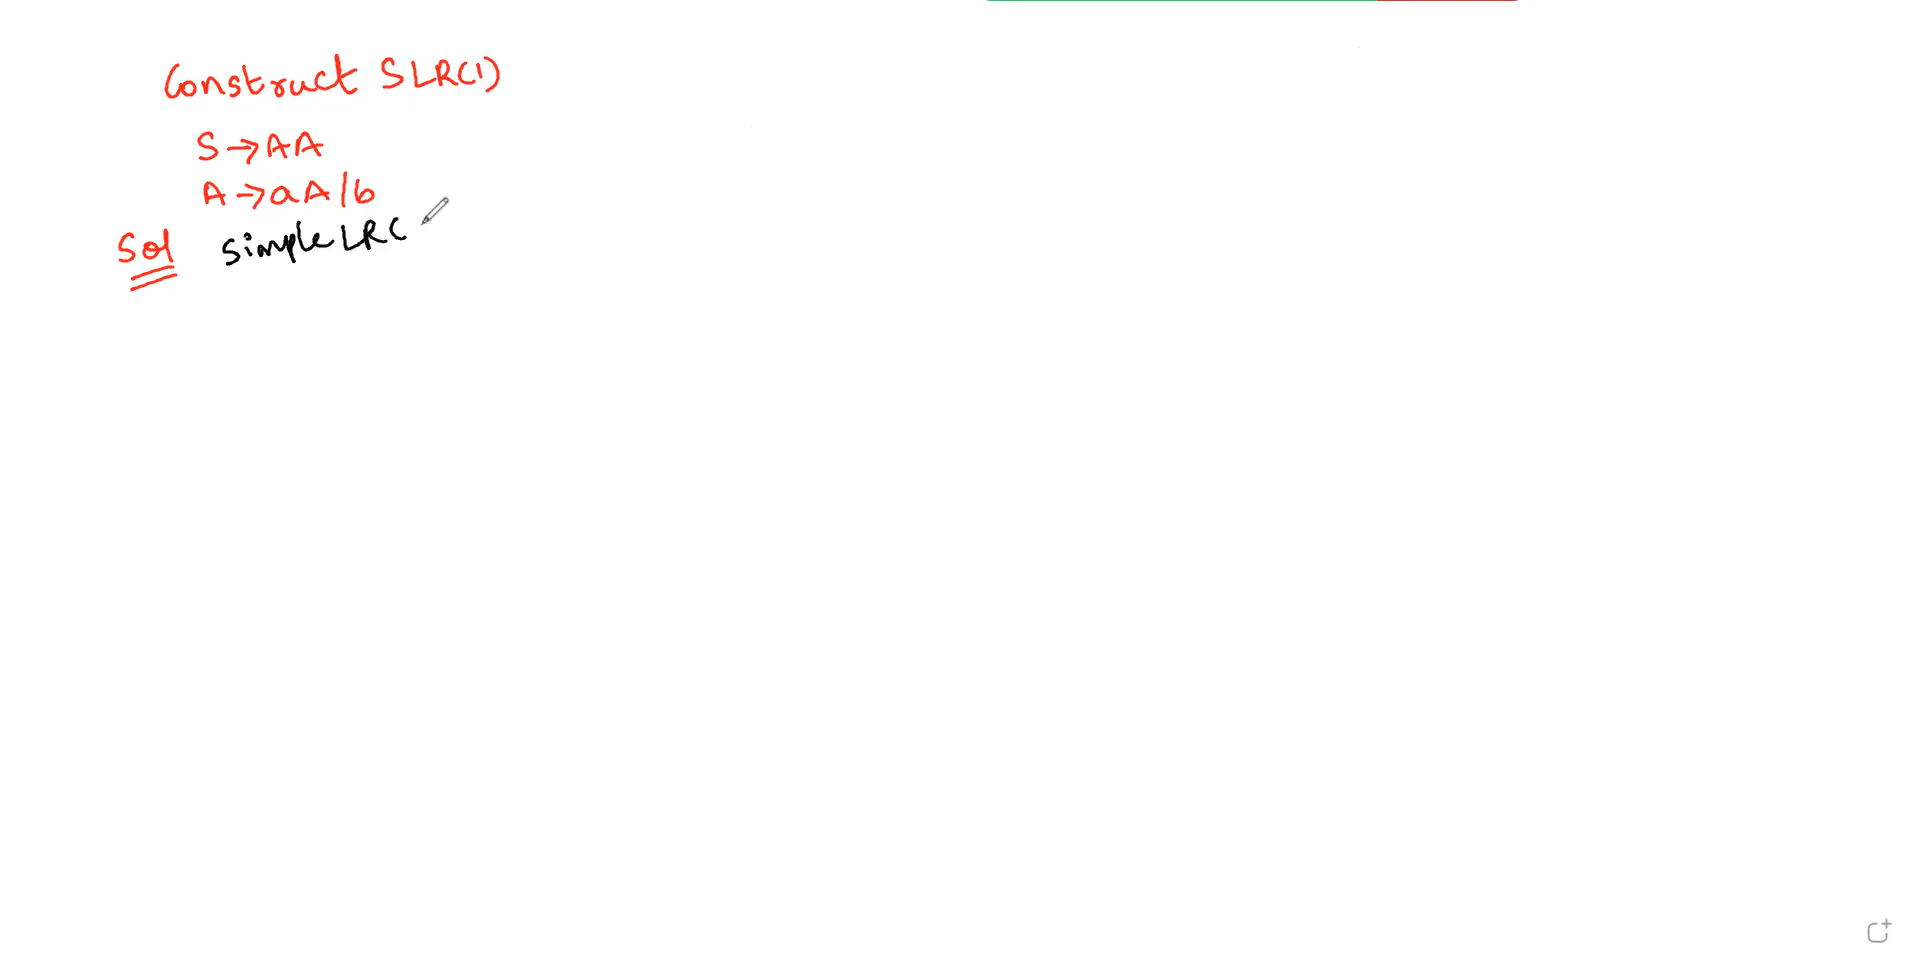 Construct SLR(1)
S→AA
A→aA/b
Sol simple LR(